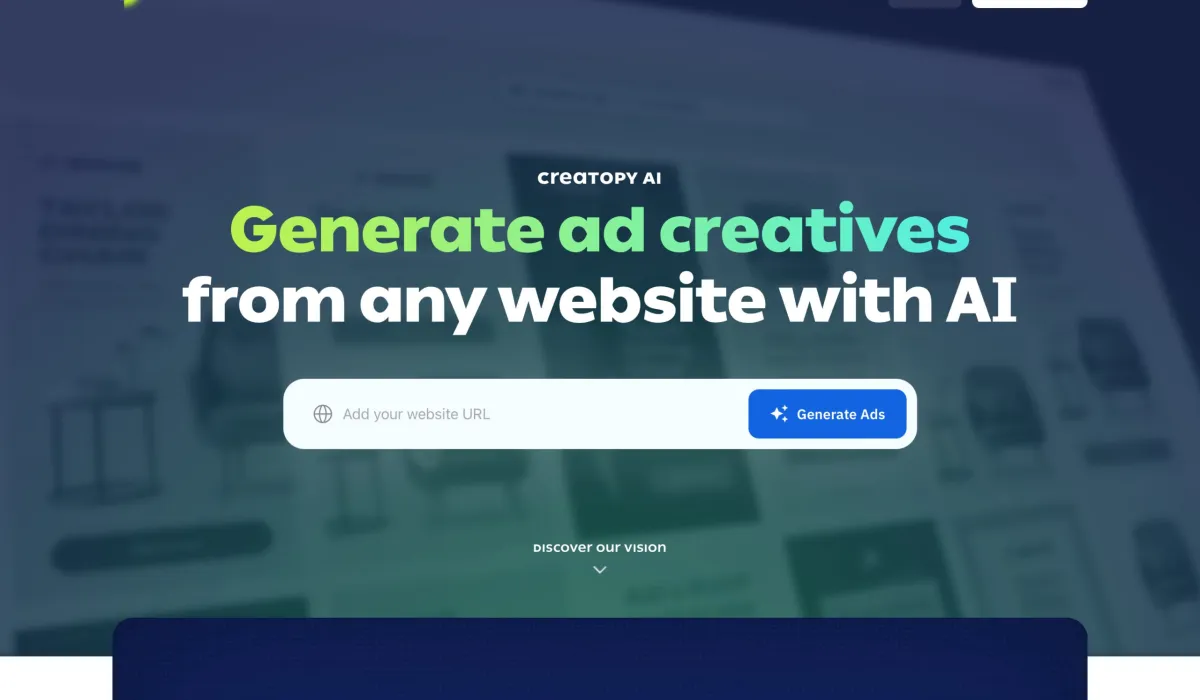 creatopy AI
Generate ad creatives
from any website with AI
Add your website URL
Generate Ads
Discover our vision